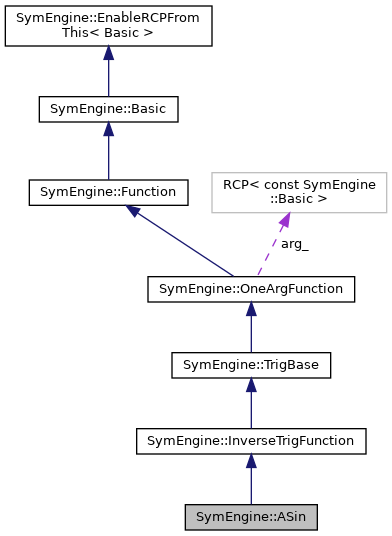 SymEngine::EnableRCPFrom
This< Basic >
SymEngine::Basic
SymEngine::Function
RCP< const SymEngine
::Basic >
arg_
SymEngine::OneArgFunction
SymEngine::TrigBase
SymEngine::InverseTrigFunction
SymEngine::ASin